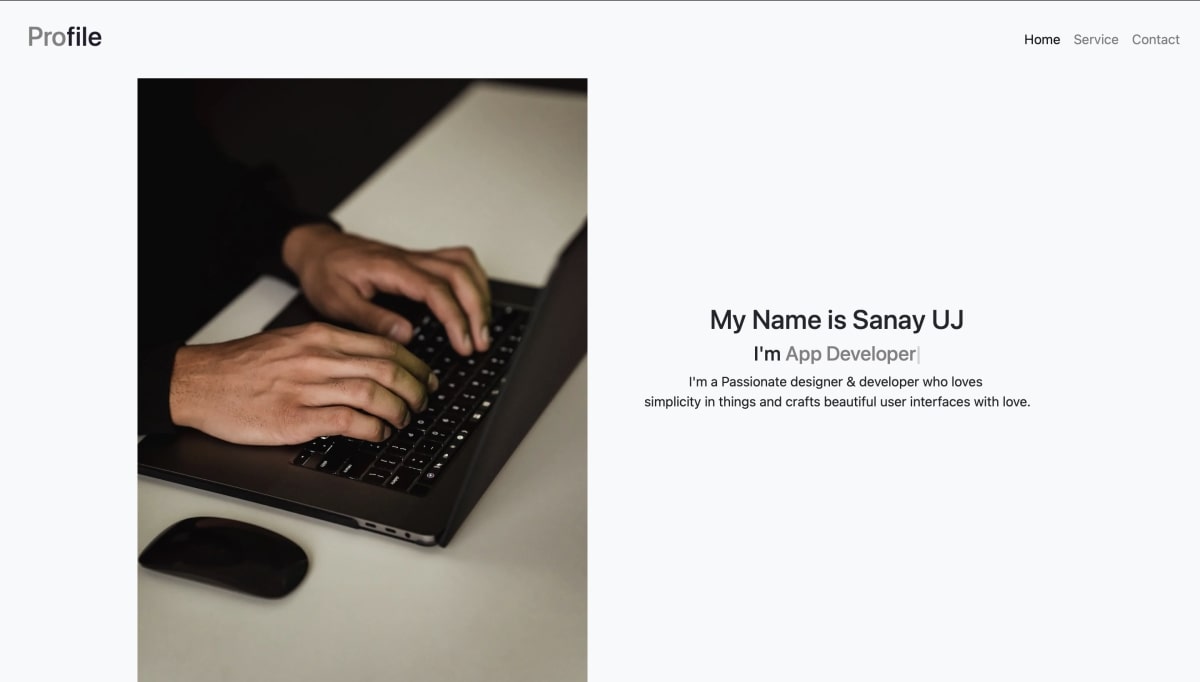 Profile
Home Service Contact
My Name is Sanay UJ
I'm App Developer|
I'm a Passionate designer & developer who loves
simplicity in things and crafts beautiful user interfaces with love.